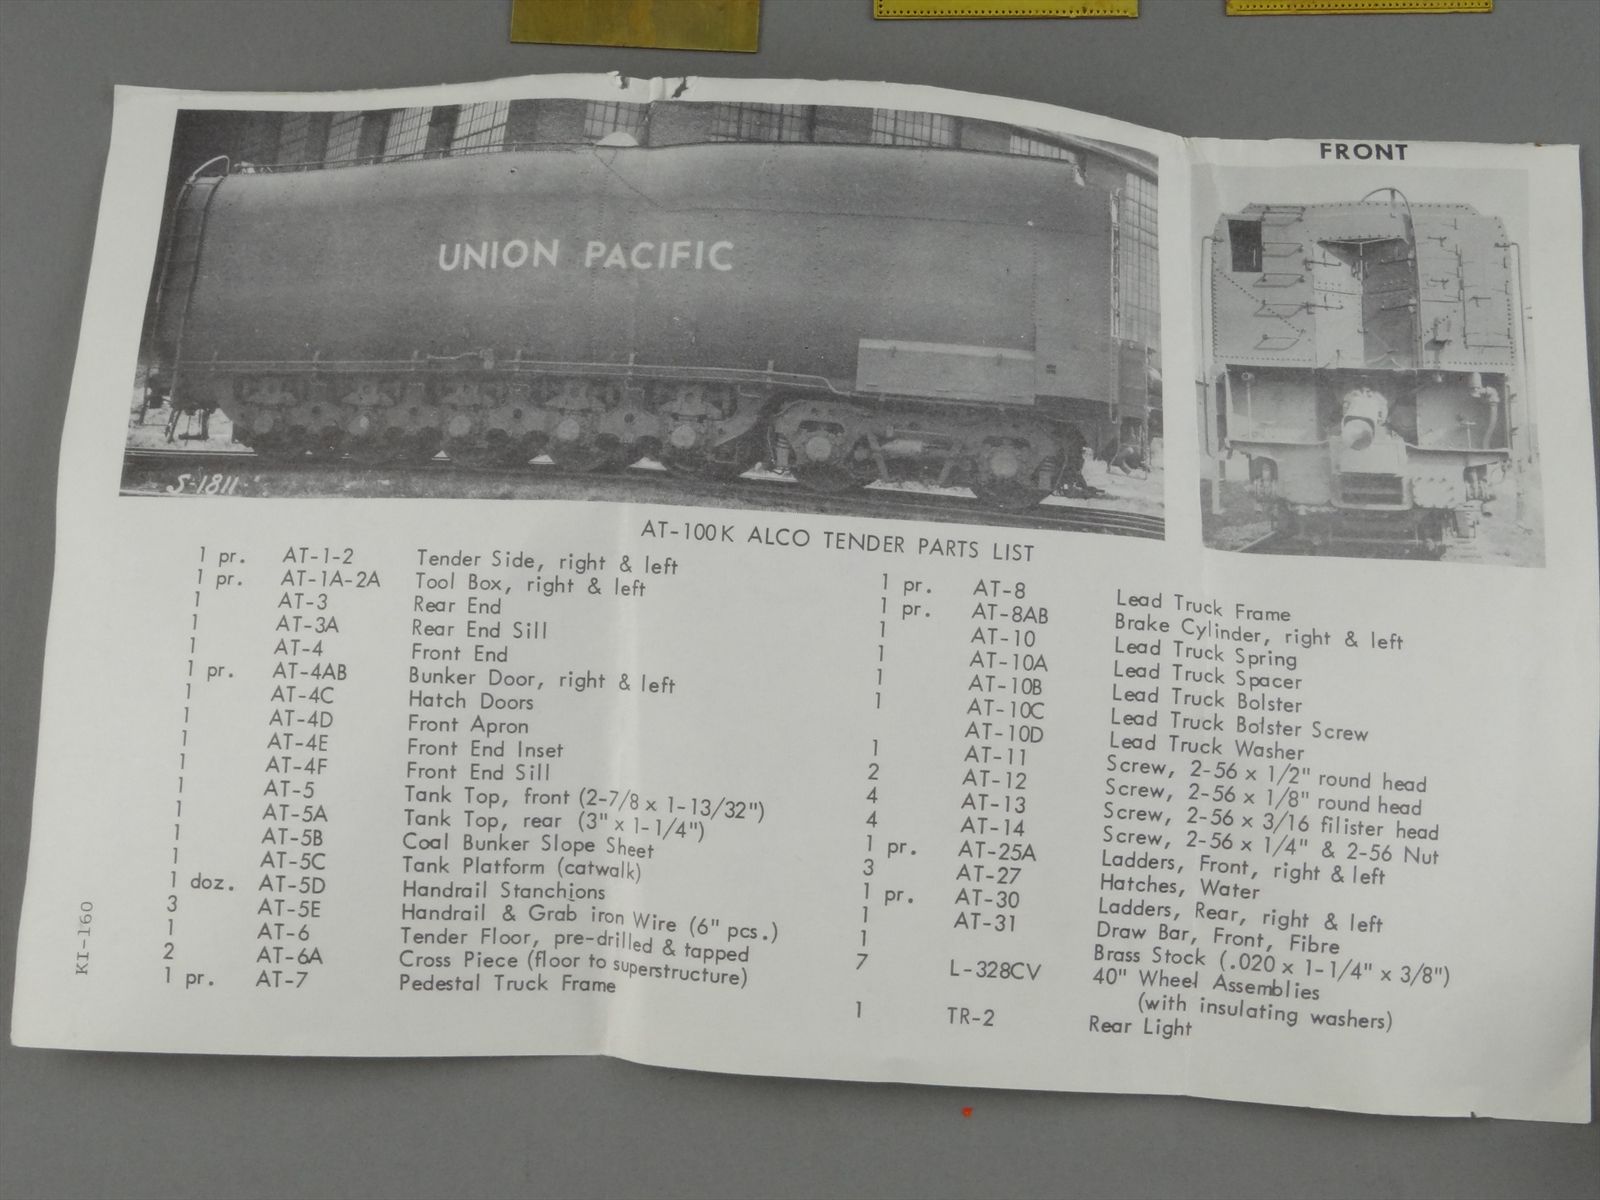 FRONT
UNION PACIFIC
S-1811
AT-100K ALCO TENDER PARTS LIST
1 pr. AT-1-2 Tender Side, right & left
1 pr. AT-1A-2A Tool Box, right & left
1 AT-3 Rear End
1 AT-3A Rear End Sill
1 AT-4 Front End
1 pr. AT-4AB Bunker Door, right & left
1 AT-4C Hatch Doors
1 AT-4D Front Apron
1 AT-4E Front End Inset
1 AT-4F Front End Sill
1 AT-5 Tank Top, front (2-7/8 x 1-13/32")
1 AT-5A Tank Top, rear (3" x 1-1/4")
1 AT-5B Coal Bunker Slope Sheet
1 AT-5C Tank Platform (catwalk)
1 doz. AT-5D Handrail Stanchions
3 AT-5E Handrail & Grab iron Wire (6" pcs.)
1 AT-6 Tender Floor, pre-drilled & tapped
2 AT-6A Cross Piece (floor to superstructure)
1 pr. AT-7 Pedestal Truck Frame
1 pr. AT-8 Lead Truck Frame
1 pr. AT-8AB Brake Cylinder, right & left
1 AT-10 Lead Truck Spring
1 AT-10A Lead Truck Spacer
1 AT-10B Lead Truck Bolster
1 AT-10C Lead Truck Bolster Screw
AT-10D Lead Truck Washer
1 AT-11 Screw, 2-56 x 1/2" round head
2 AT-12 Screw, 2-56 x 1/8" round head
4 AT-13 Screw, 2-56 x 3/16 filister head
4 AT-14 Screw, 2-56 x 1/4" & 2-56 Nut
1 pr. AT-25A Ladders, Front, right & left
3 AT-27 Hatches, Water
1 pr. AT-30 Ladders, Rear, right & left
1 AT-31 Draw Bar, Front, Fibre
1 Brass Stock (.020 x 1-1/4" x 3/8")
7 L-328CV 40" Wheel Assemblies
(with insulating washers)
1 TR-2 Rear Light
KI-160